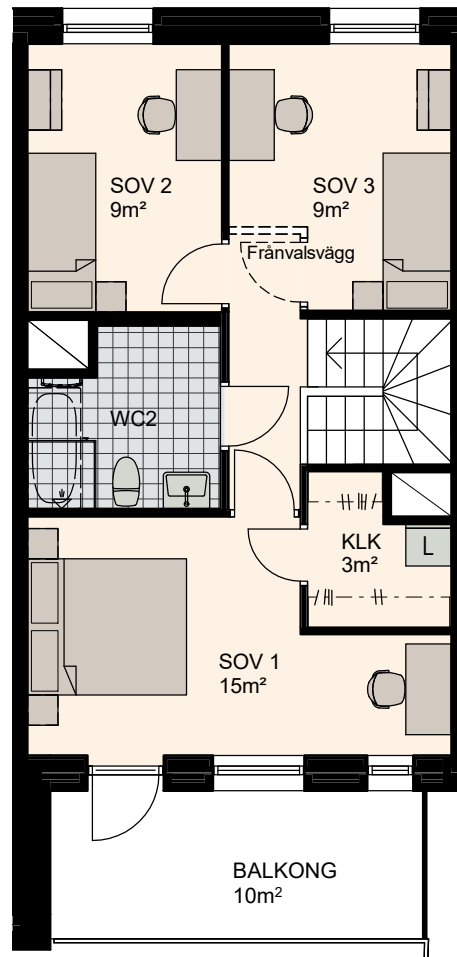 SOV 2
9m²
SOV 3
9m²
Frånvalsvägg
WC2
KLK
3m²
L
SOV 1
15m²
BALKONG
10m²